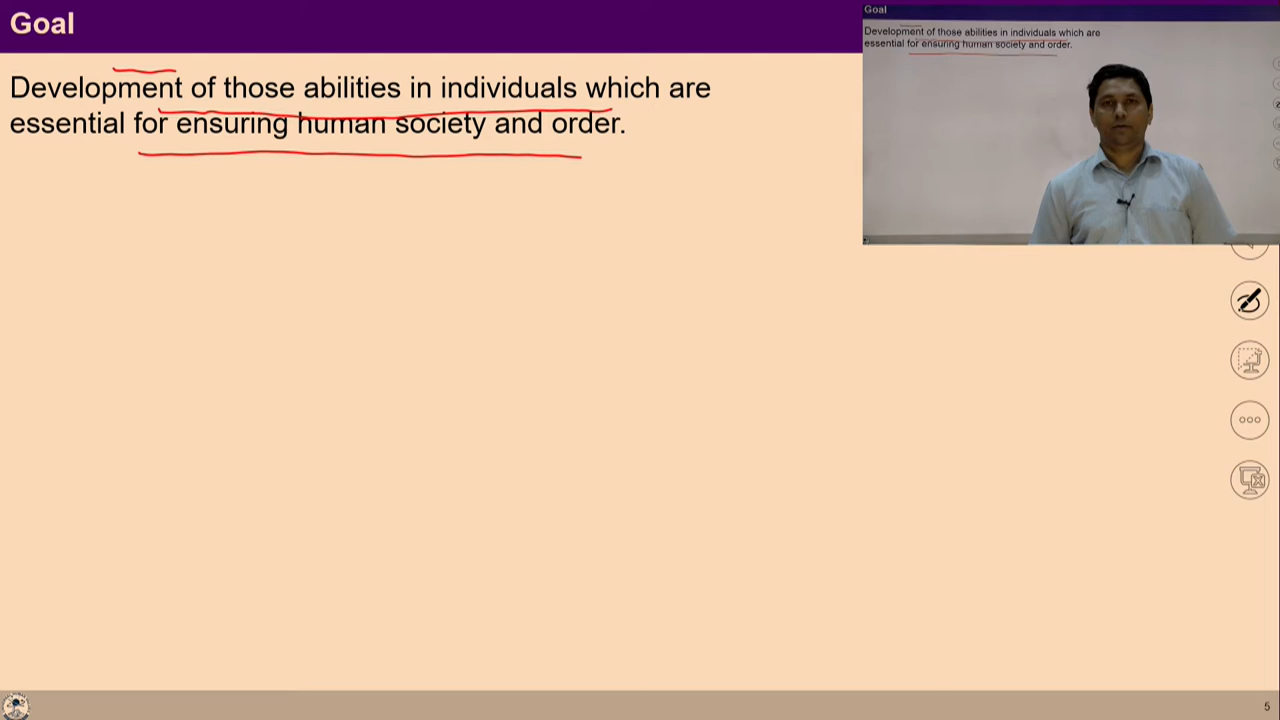 Goal
Development of those abilities in individuals which are
essential for ensuring human society and order.
Goal
Development of those abilities in individuals which are
essential for ensuring human society and order.
5